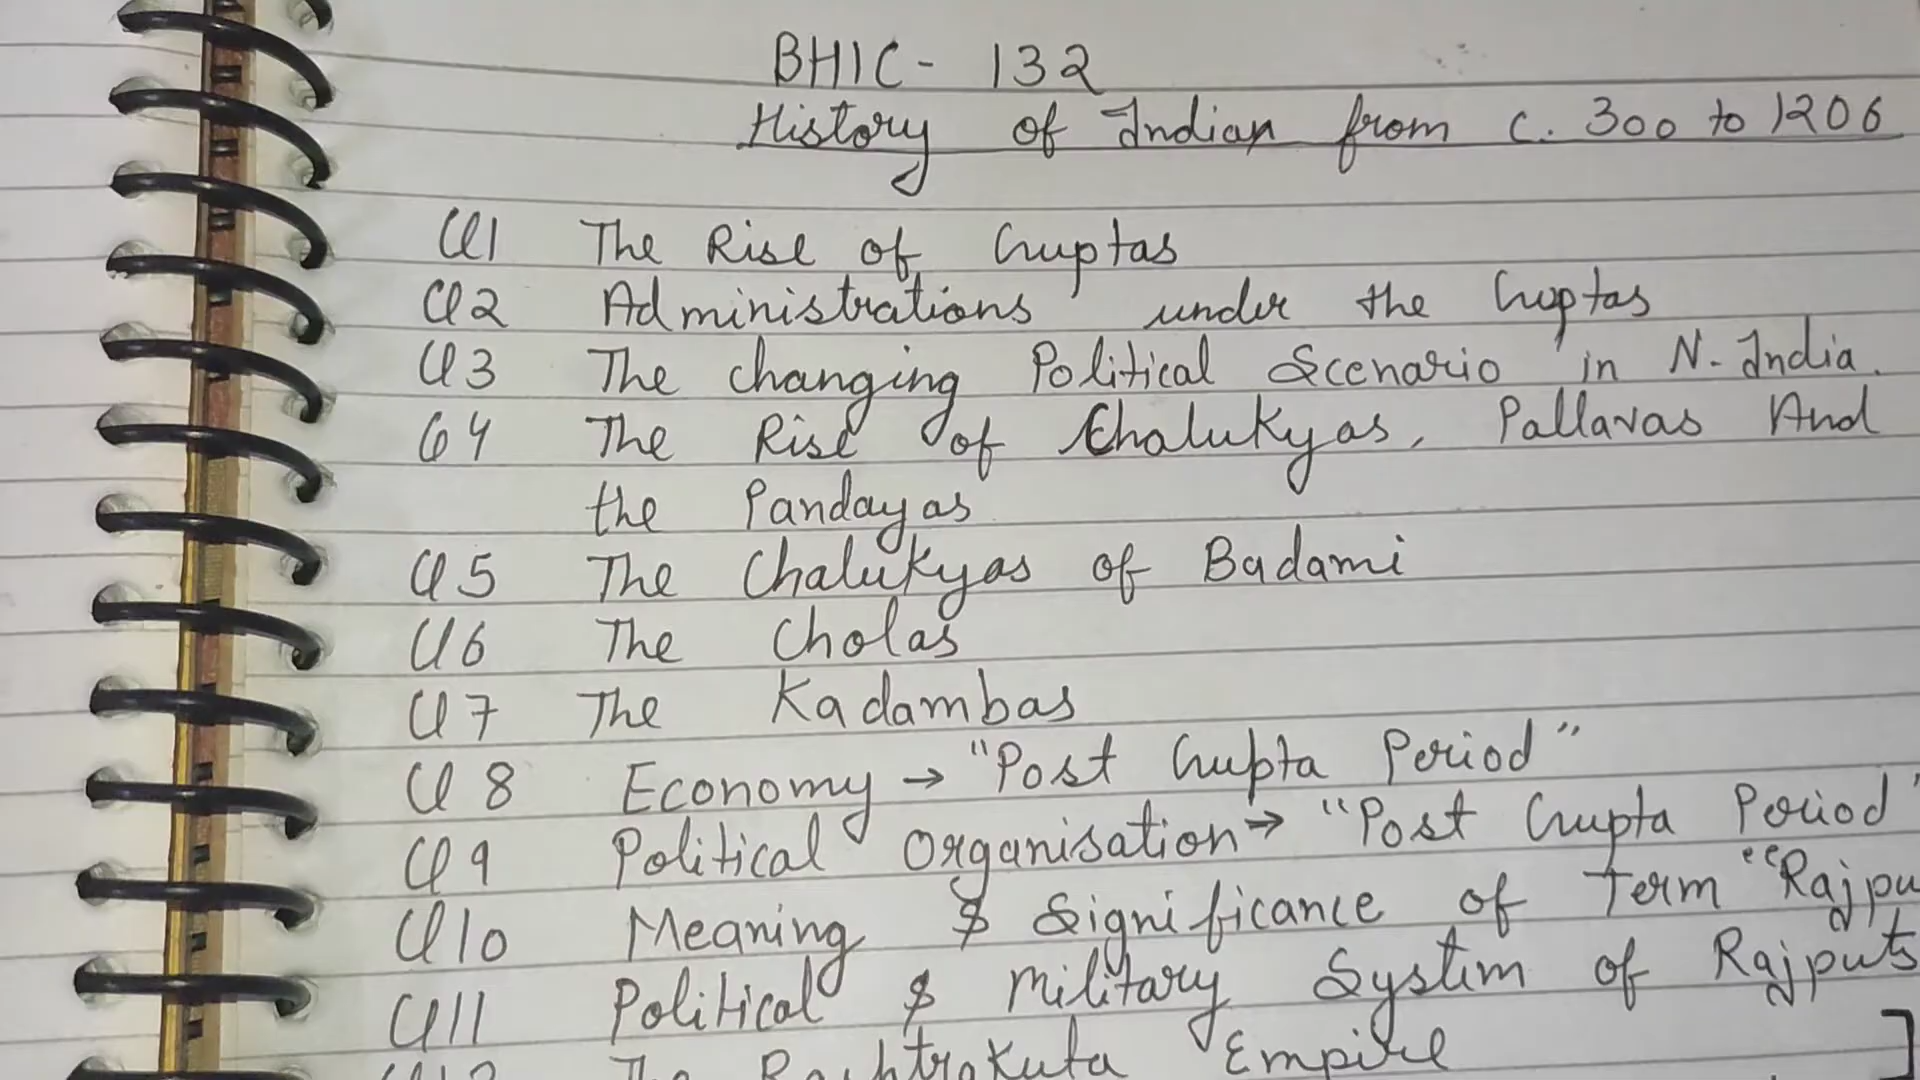 BHIC - 132
History of Indian from c. 300 to 1206
U1 The Rise of Guptas
U2 Administrations under the Guptas
U3 The changing Political Scenario in N. India.
U4 The Rise of Chalukyas, Pallavas And
the Pandayas
U5 The Chalukyas of Badami
U6 The Cholas
U7 The Kadambas
U8 Economy → "Post Gupta Period"
U9 Political Organisation → "Post Gupta Period"
U10 Meaning & Significance of Term "Rajpu
U11 Political & Military System of Rajputs
U12 The Rashtrakuta Empire ]